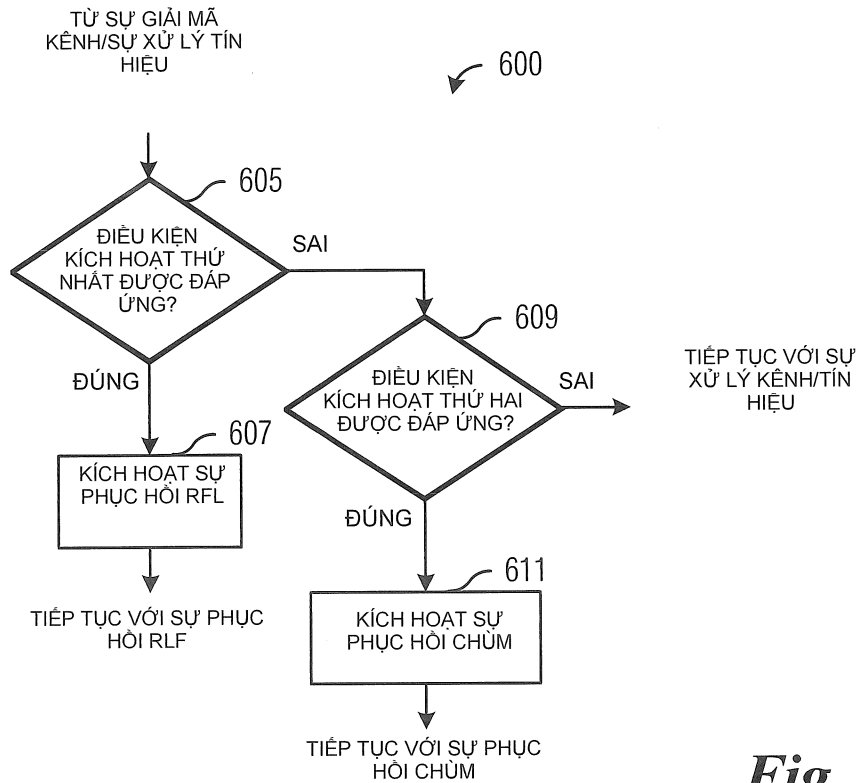 TỪ SỰ GIẢI MÃ
KÊNH/SỰ XỬ LÝ TÍN
HIỆU
600
605
ĐIỀU KIỆN
KÍCH HOẠT THỨ
NHẤT ĐƯỢC ĐÁP
ỨNG?
SAI
609
ĐIỀU KIỆN
KÍCH HOẠT THỨ HAI
ĐƯỢC ĐÁP ỨNG?
SAI
TIẾP TỤC VỚI SỰ
XỬ LÝ KÊNH/TÍN
HIỆU
ĐÚNG
607
KÍCH HOẠT SỰ
PHỤC HỒI RFL
TIẾP TỤC VỚI SỰ PHỤC
HỒI RLF
ĐÚNG
611
KÍCH HOẠT SỰ
PHỤC HỒI CHÙM
TIẾP TỤC VỚI SỰ PHỤC
HỒI CHÙM
Fig